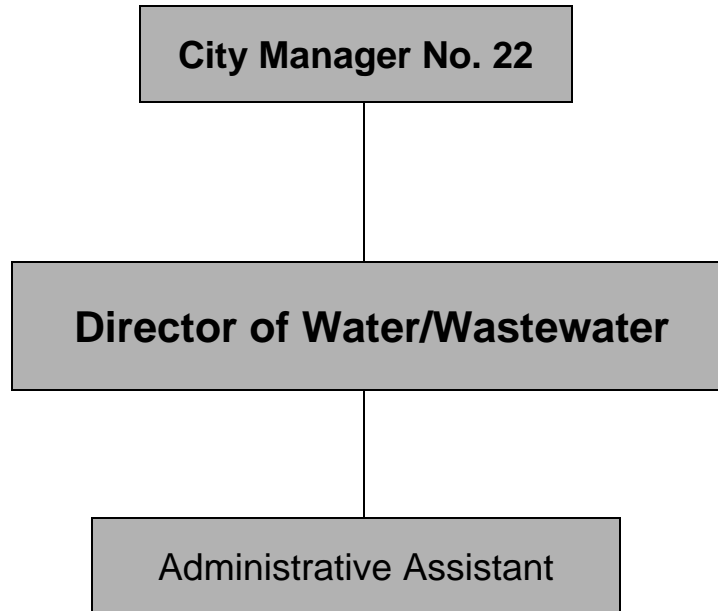 City Manager No. 22
Director of Water/Wastewater
Administrative Assistant